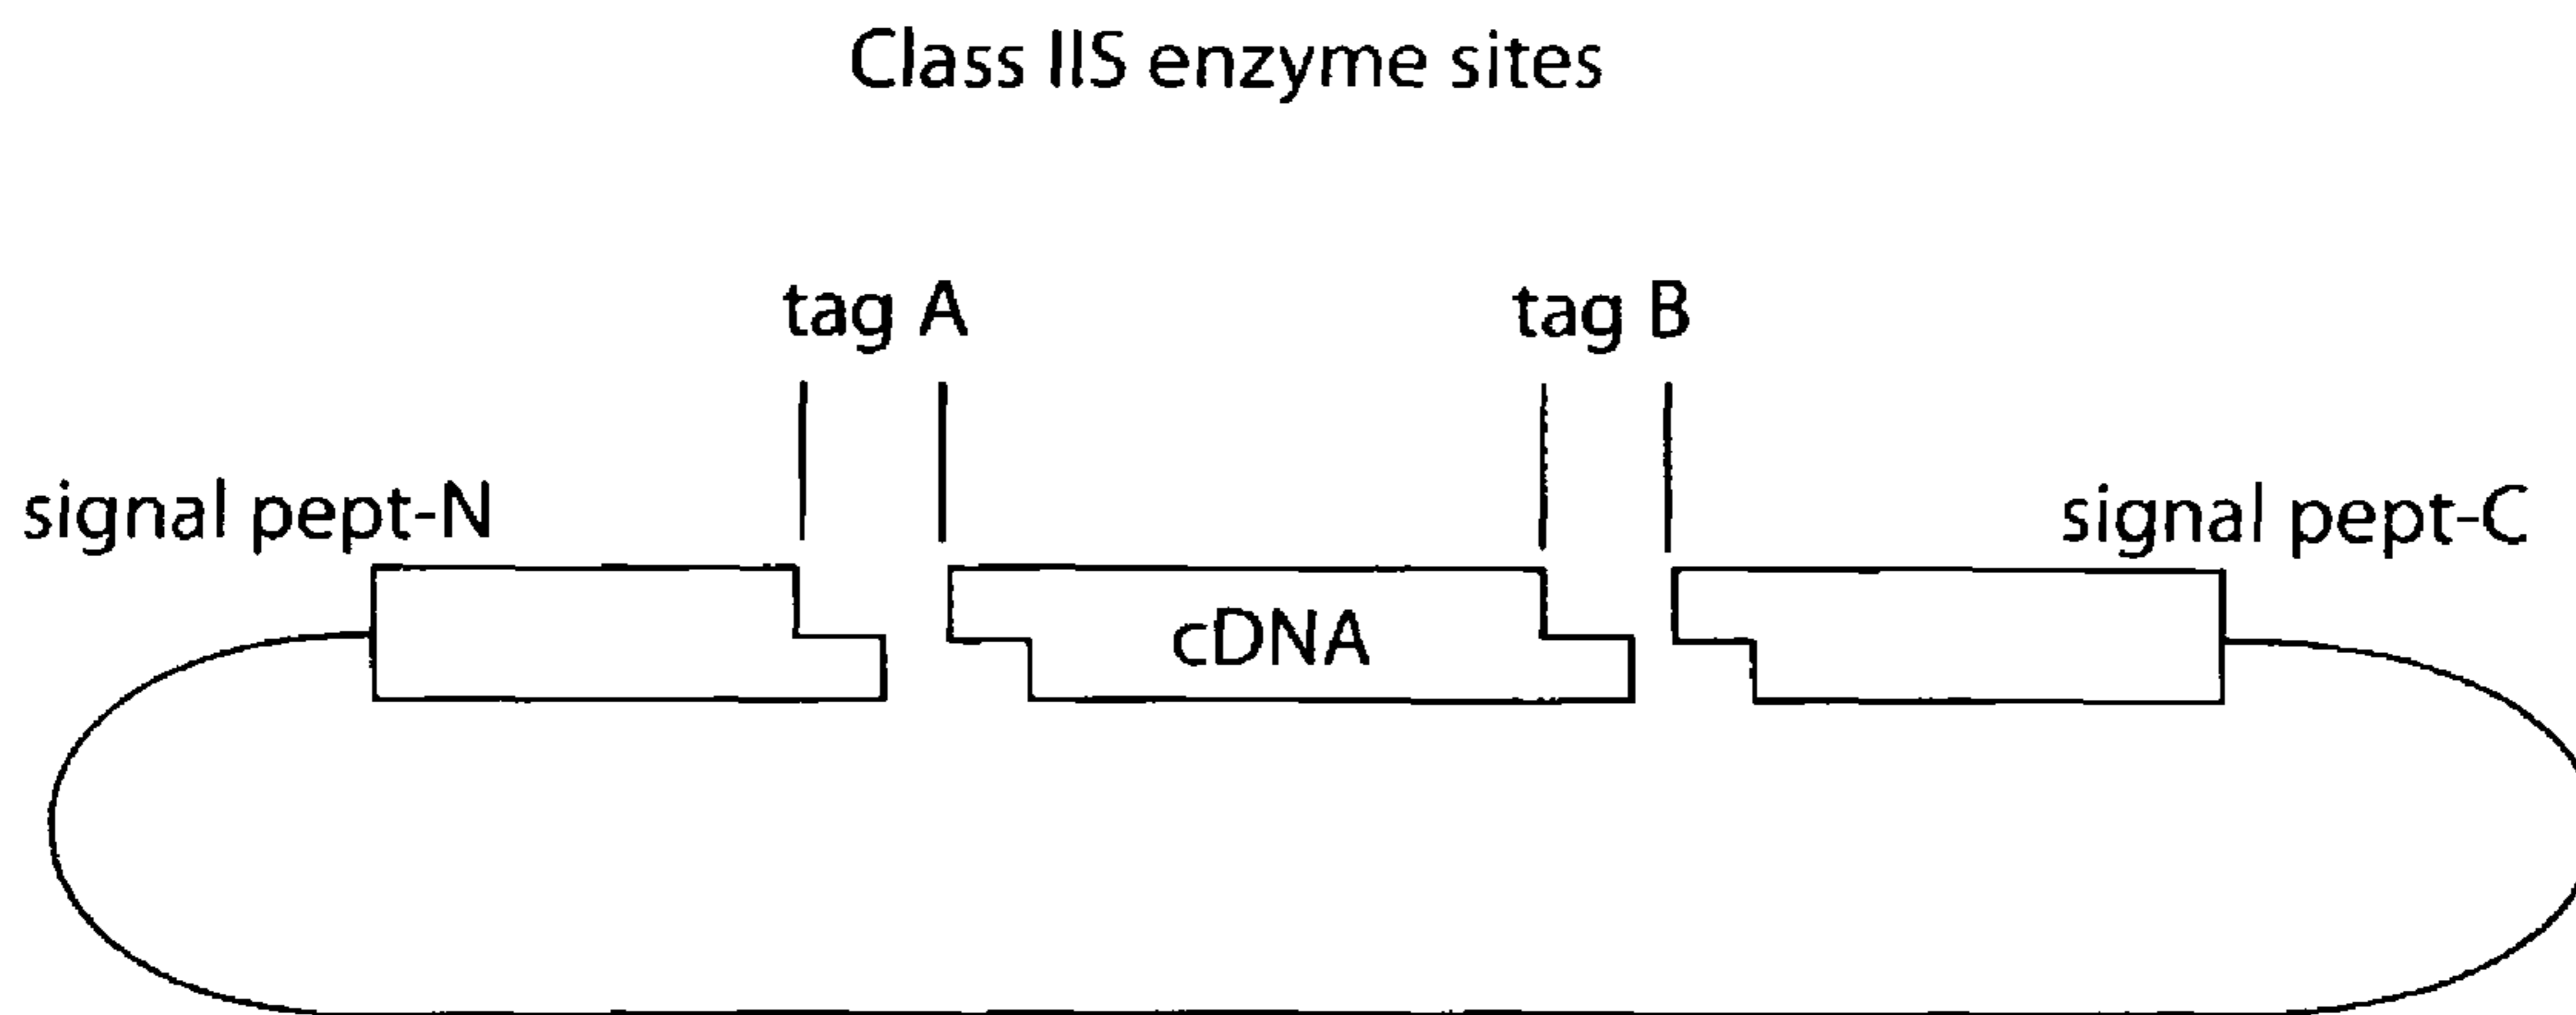 Class IIS enzyme sites
tag A
tag B
signal pept-N
signal pept-C
cDNA